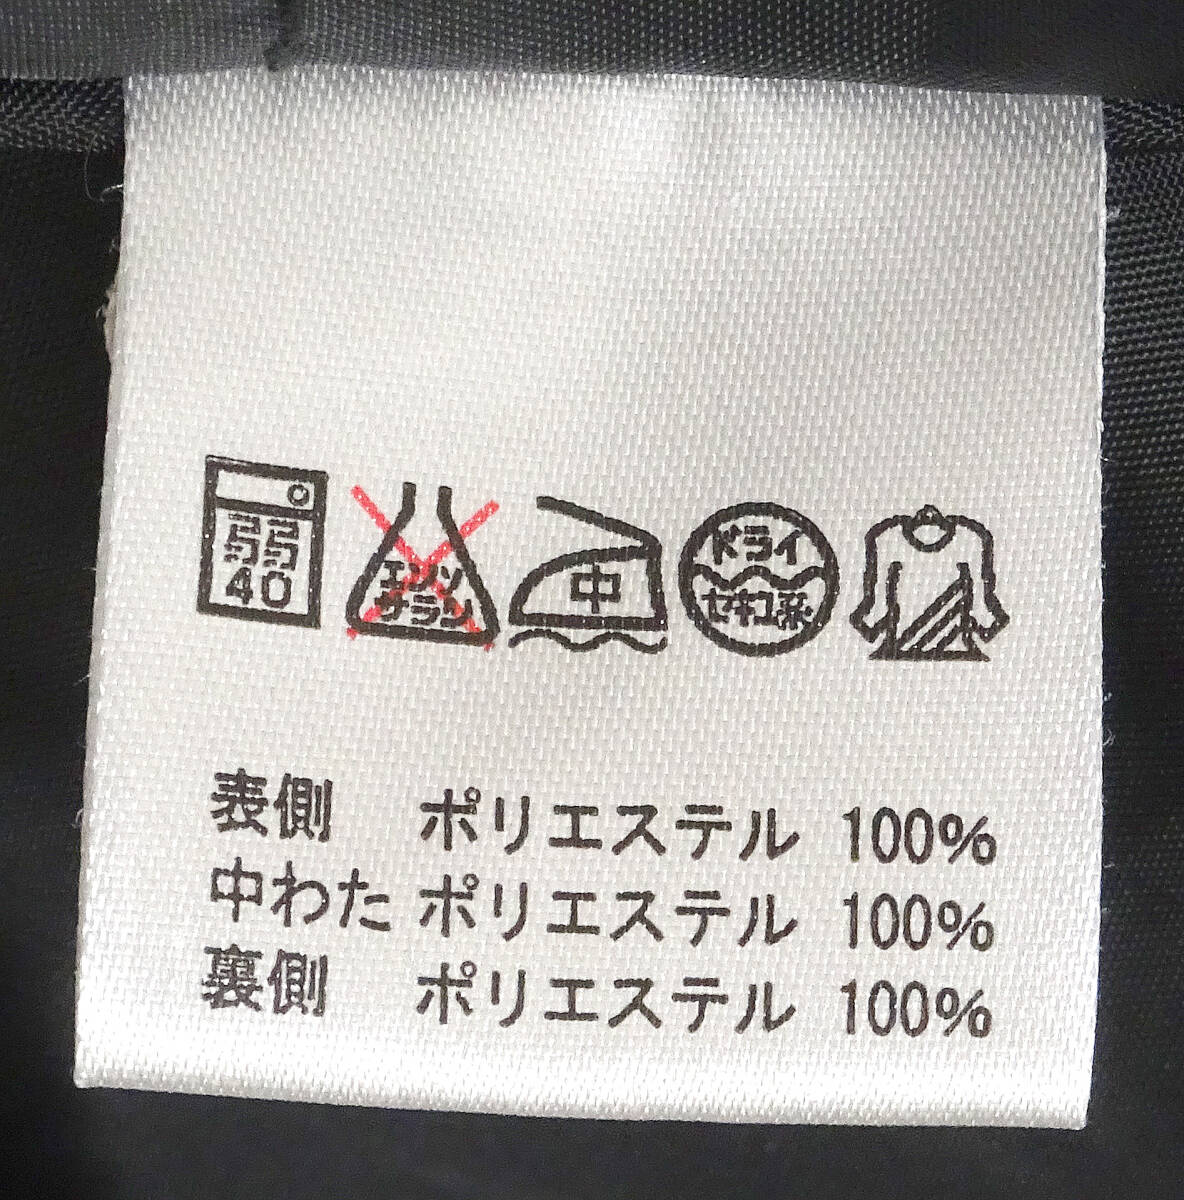 弱
40
エンソ
サラシ
中
ドライ
セキユ系
表側 ポリエステル 100%
中わた ポリエステル 100%
裏側 ポリエステル 100%